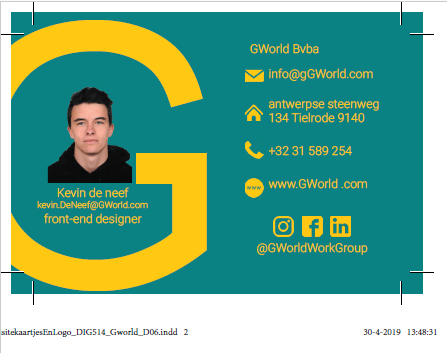 G
GWorld Bvba
info@gGWorld.com
antwerpse steenweg
134 Tielrode 9140
+32 31 589 254
www
www.GWorld .com
@GWorldWorkGroup
Kevin de neef
kevin.DeNeef@GWorld.com
front-end designer
sitekaartjesEnLogo_DIG514_Gworld_D06.indd 2
30-4-2019 13:48:31